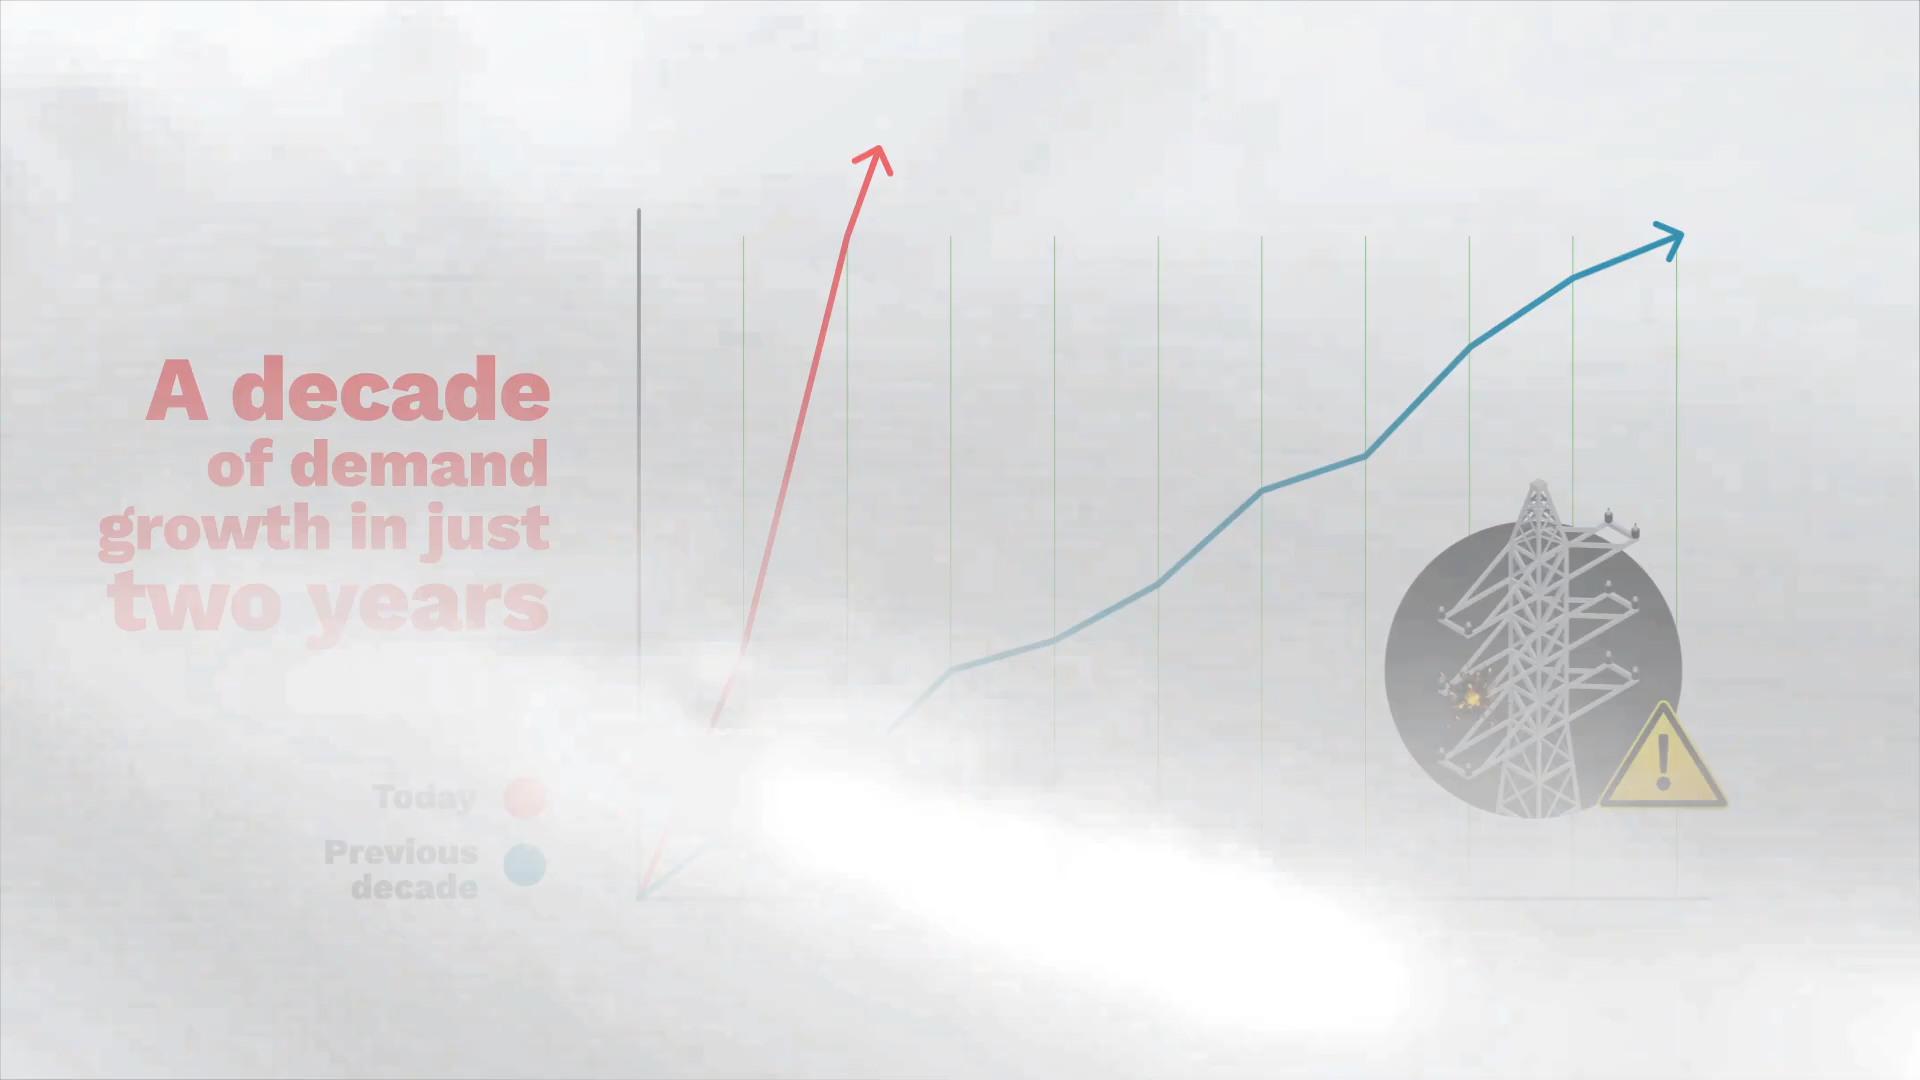 A decade
of demand
growth in just
two years
Today
Previous
decade
!